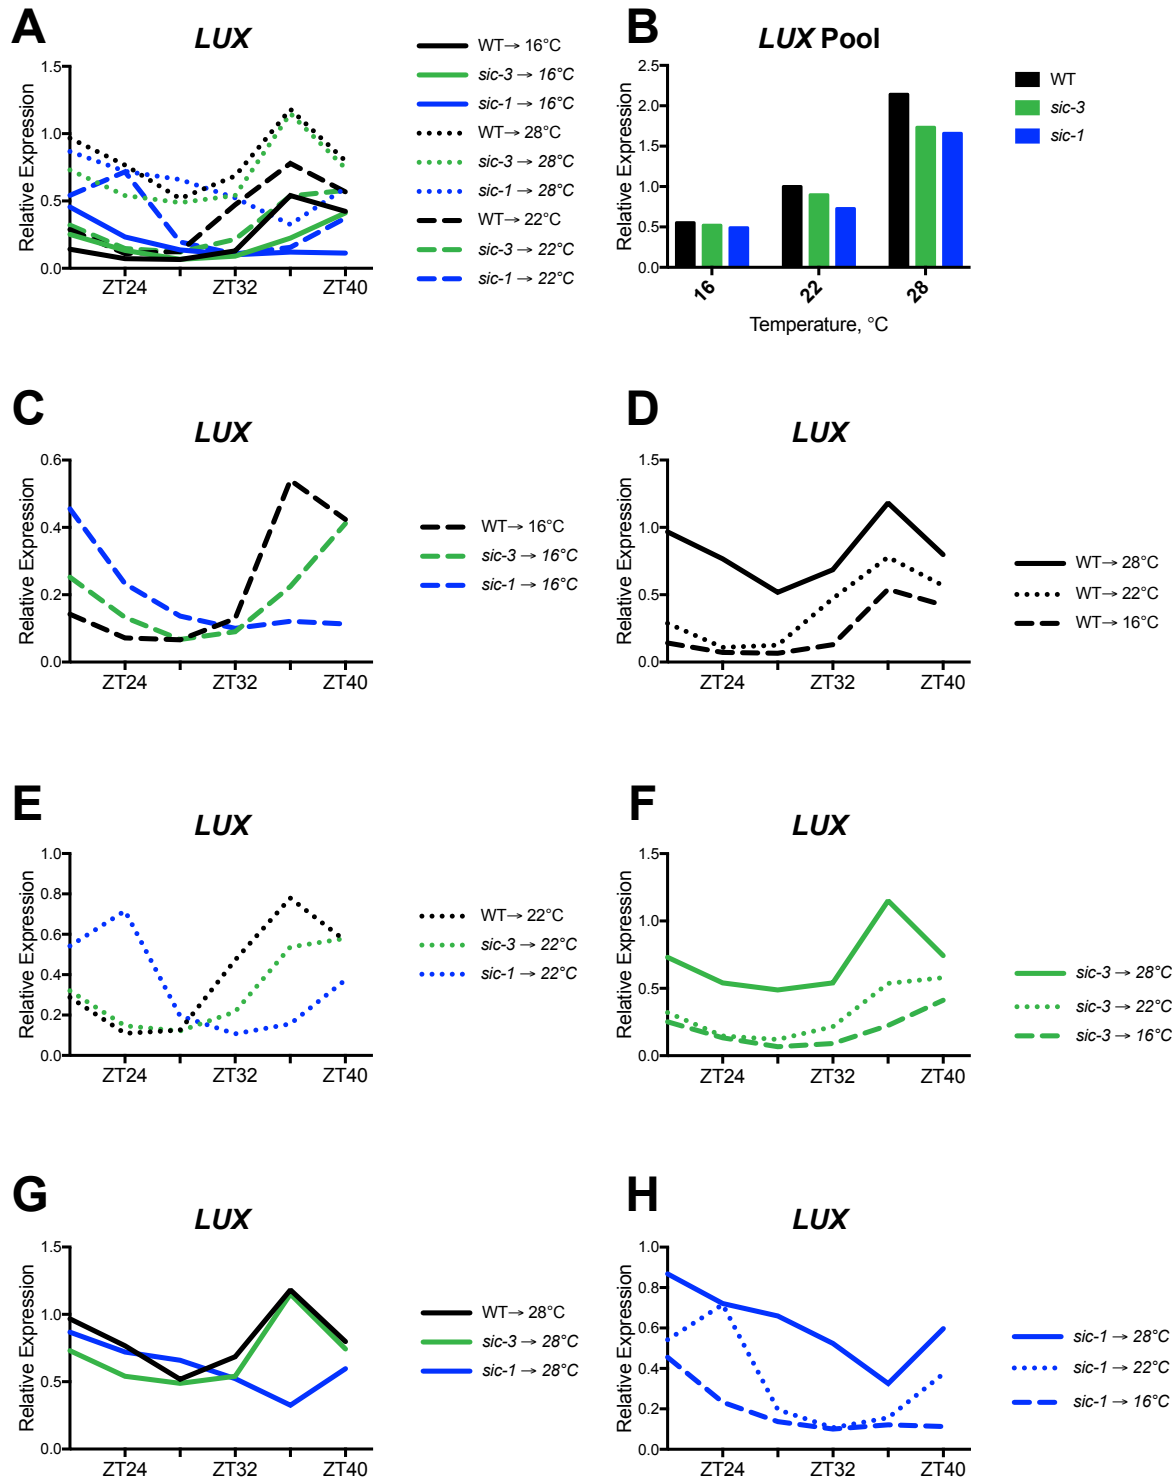 A
LUX
Relative Expression
1.5
1.0
0.5
0.0
ZT24
ZT32
ZT40
WT→ 16°C
sic-3 → 16°C
sic-1 → 16°C
WT→ 28°C
sic-3 → 28°C
sic-1 → 28°C
WT→ 22°C
sic-3 → 22°C
sic-1 → 22°C
B
LUX Pool
Relative Expression
2.5
2.0
1.5
1.0
0.5
0.0
16
22
28
Temperature, °C
WT
sic-3
sic-1
C
LUX
Relative Expression
0.6
0.4
0.2
0.0
ZT24
ZT32
ZT40
WT→ 16°C
sic-3 → 16°C
sic-1 → 16°C
D
LUX
Relative Expression
1.5
1.0
0.5
0.0
ZT24
ZT32
ZT40
WT→ 28°C
WT→ 22°C
WT→ 16°C
E
LUX
Relative Expression
1.0
0.8
0.6
0.4
0.2
0.0
ZT24
ZT32
ZT40
WT→ 22°C
sic-3 → 22°C
sic-1 → 22°C
F
LUX
Relative Expression
1.5
1.0
0.5
0.0
ZT24
ZT32
ZT40
sic-3 → 28°C
sic-3 → 22°C
sic-3 → 16°C
G
LUX
Relative Expression
1.5
1.0
0.5
0.0
ZT24
ZT32
ZT40
WT→ 28°C
sic-3 → 28°C
sic-1 → 28°C
H
LUX
Relative Expression
1.0
0.8
0.6
0.4
0.2
0.0
ZT24
ZT32
ZT40
sic-1 → 28°C
sic-1 → 22°C
sic-1 → 16°C